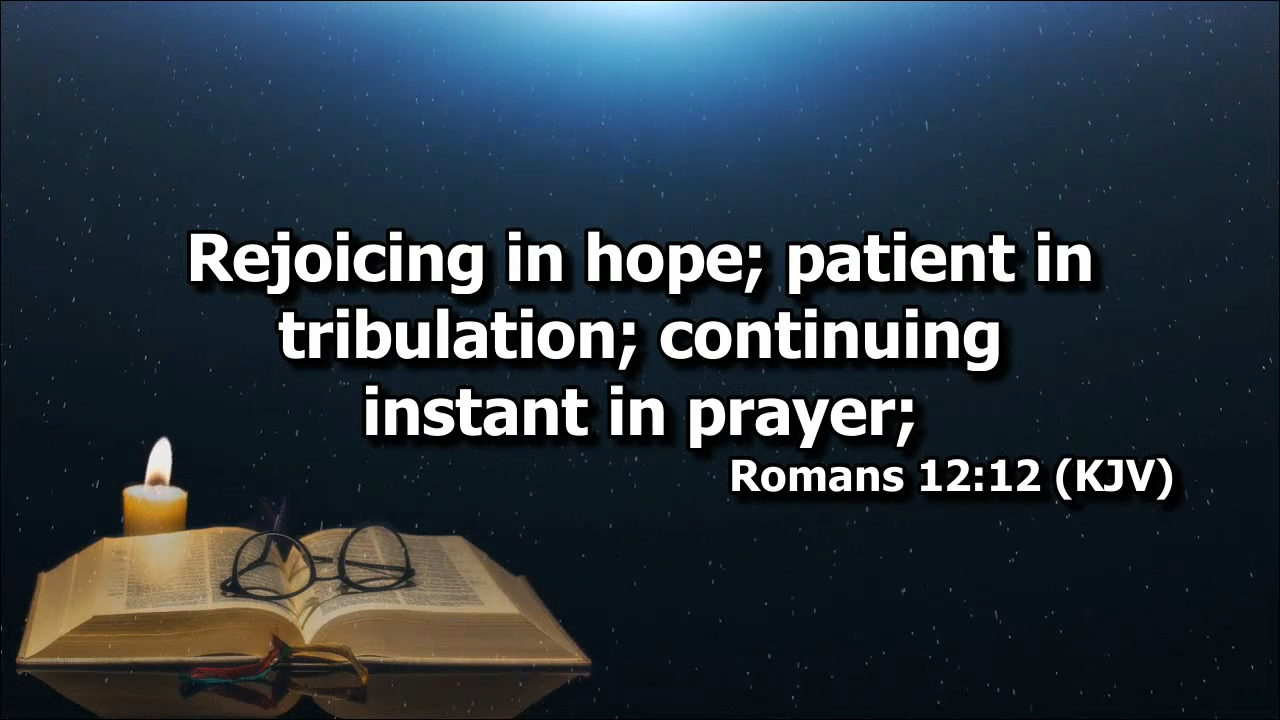 Rejoicing in hope; patient in
tribulation; continuing
instant in prayer;
Romans 12:12 (KJV)